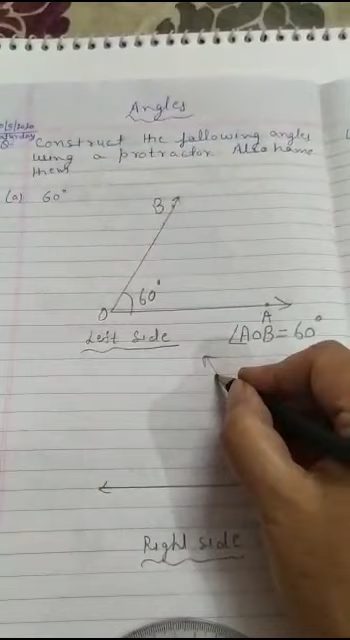 Angles
Construct the following angles
using a protractor. Also name
them
(a) 60°
B
60°
O
A
Left side
∠AOB = 60°
Right side